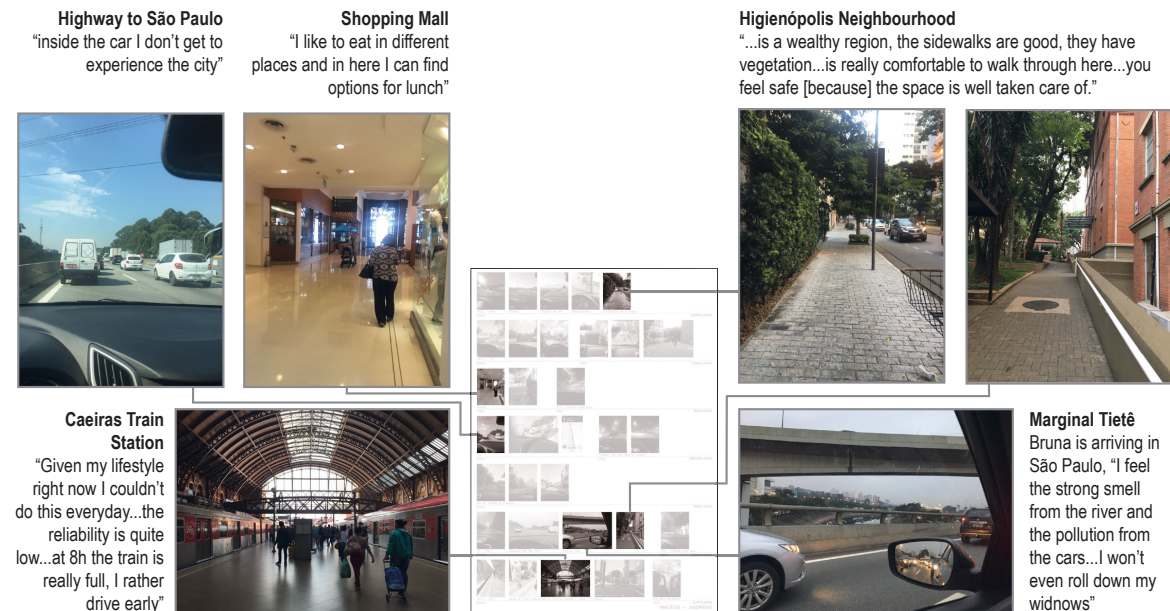 Highway to São Paulo
“inside the car I don’t get to
experience the city”
Shopping Mall
“I like to eat in different
places and in here I can find
options for lunch”
Higienópolis Neighbourhood
“...is a wealthy region, the sidewalks are good, they have
vegetation...is really comfortable to walk through here...you
feel safe [because] the space is well taken care of.”
Caeiras Train
Station
“Given my lifestyle
right now I couldn’t
do this everyday...the
reliability is quite
low...at 8h the train is
really full, I rather
drive early”
Marginal Tietê
Bruna is arriving in
São Paulo, “I feel
the strong smell
from the river and
the pollution from
the cars...I won’t
even roll down my
widnows”
PHOTOS — ANDRESSA